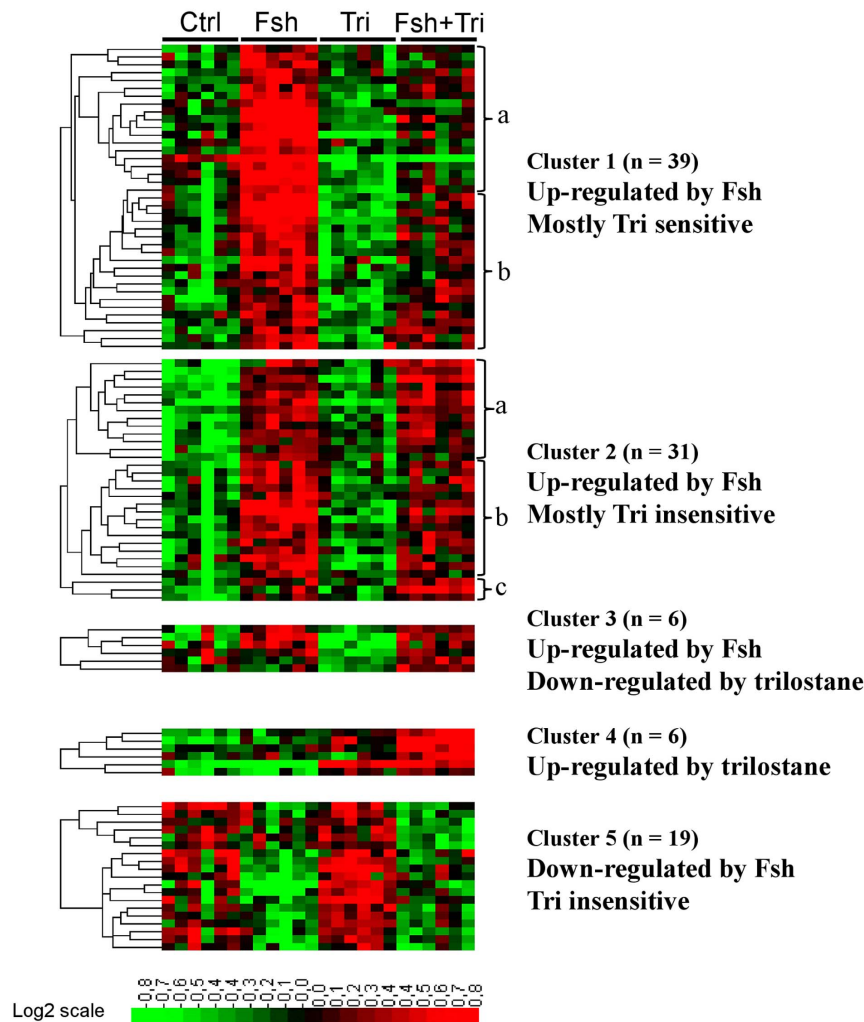 Ctrl Fsh Tri Fsh+Tri
a
b
Cluster 1 (n = 39)
Up-regulated by Fsh
Mostly Tri sensitive
a
b
c
Cluster 2 (n = 31)
Up-regulated by Fsh
Mostly Tri insensitive
Cluster 3 (n = 6)
Up-regulated by Fsh
Down-regulated by trilostane
Cluster 4 (n = 6)
Up-regulated by trilostane
Cluster 5 (n = 19)
Down-regulated by Fsh
Tri insensitive
-0,8 -0,7 -0,6 -0,5 -0,4 -0,4 -0,3 -0,2 -0,1 -0,0 0,0 0,1 0,2 0,3 0,4 0,4 0,5 0,6 0,7 0,8
Log2 scale